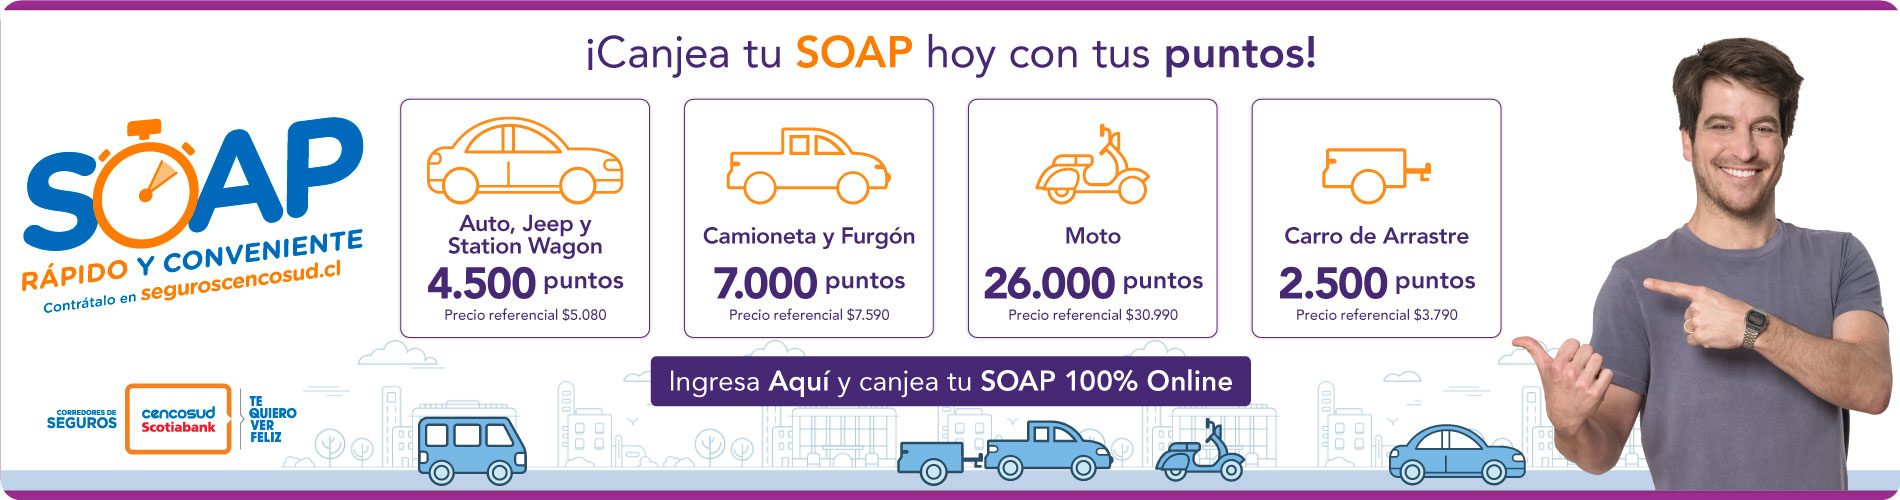 ¡Canjea tu SOAP hoy con tus puntos!
SOAP
RÁPIDO Y CONVENIENTE
Contrátalo en seguroscencosud.cl
Auto, Jeep y
Station Wagon
4.500 puntos
Precio referencial $5.080
Camioneta y Furgón
7.000 puntos
Precio referencial $7.590
Moto
26.000 puntos
Precio referencial $30.990
Carro de Arrastre
2.500 puntos
Precio referencial $3.790
Ingresa Aquí y canjea tu SOAP 100% Online
CORREDORES DE
SEGUROS
cencosud
Scotiabank
TE
QUIERO
VER
FELIZ